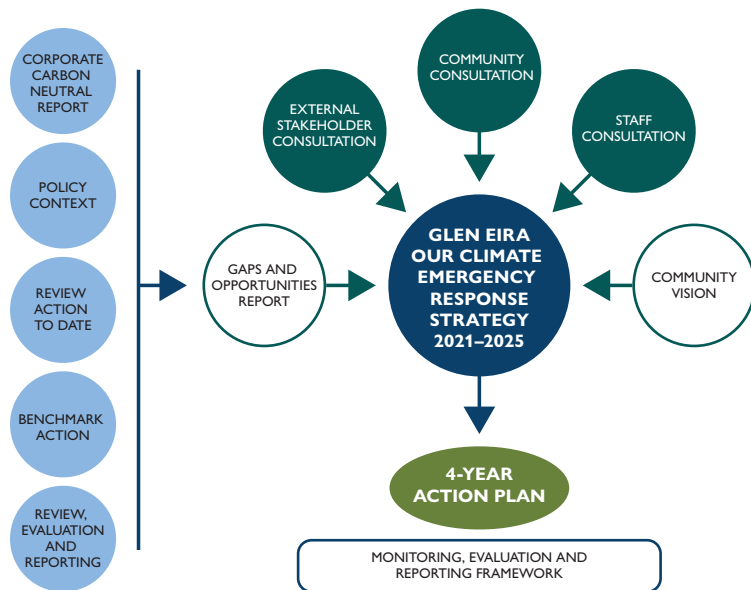 CORPORATE
CARBON
NEUTRAL
REPORT
POLICY
CONTEXT
REVIEW
ACTION
TO DATE
BENCHMARK
ACTION
REVIEW,
EVALUATION
AND
REPORTING
GAPS AND
OPPORTUNITIES
REPORT
EXTERNAL
STAKEHOLDER
CONSULTATION
COMMUNITY
CONSULTATION
STAFF
CONSULTATION
COMMUNITY
VISION
GLEN EIRA
OUR CLIMATE
EMERGENCY
RESPONSE
STRATEGY
2021–2025
4-YEAR
ACTION PLAN
MONITORING, EVALUATION AND
REPORTING FRAMEWORK